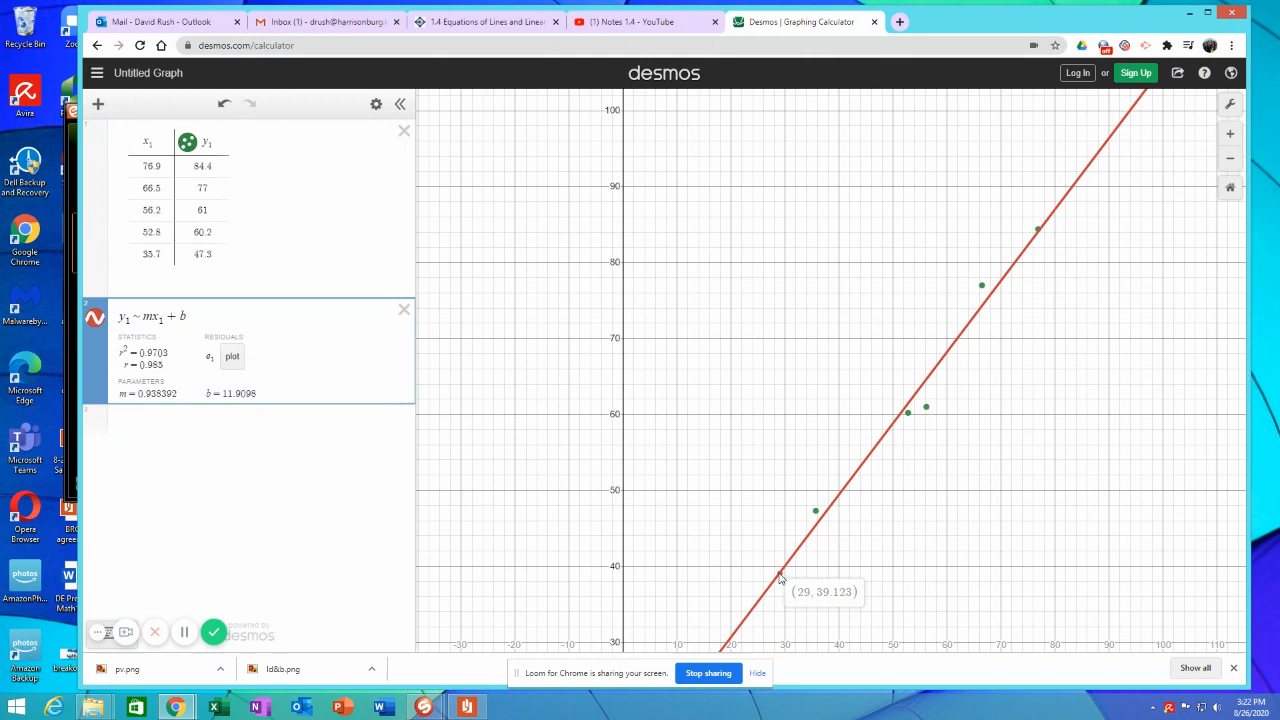 Mail - David Rush - Outlook
Inbox (1) - drush@harrisonburg.
1.4 Equations of Lines and Linear
(1) Notes 1.4 - YouTube
Desmos | Graphing Calculator
desmos.com/calculator
off
Untitled Graph
desmos
Log In or Sign Up
Recycle Bin
Zoo
Avira
Dell Backup and Recovery
Google Chrome
Malwareby...
Microsoft Edge
Microsoft Teams
Opera Browser
AmazonPh...
photos
Amazon Backup
photos
1
x1 y1
76.9 84.4
66.5 77
56.2 61
52.8 60.2
35.7 47.3
2
y1 ~ mx1 + b
STATISTICS RESIDUALS
r2 = 0.9703 e1 plot
r = 0.985
PARAMETERS
m = 0.938392 b = 11.9098
3
powered by
desmos
100
90
80
70
60
50
40
30
(29, 39.123)
-30 -20 -10 10 20 30 40 50 60 70 80 90 100 110
pv.png
ld&b.png
Loom for Chrome is sharing your screen. Stop sharing Hide
Show all
3:22 PM
8/26/2020